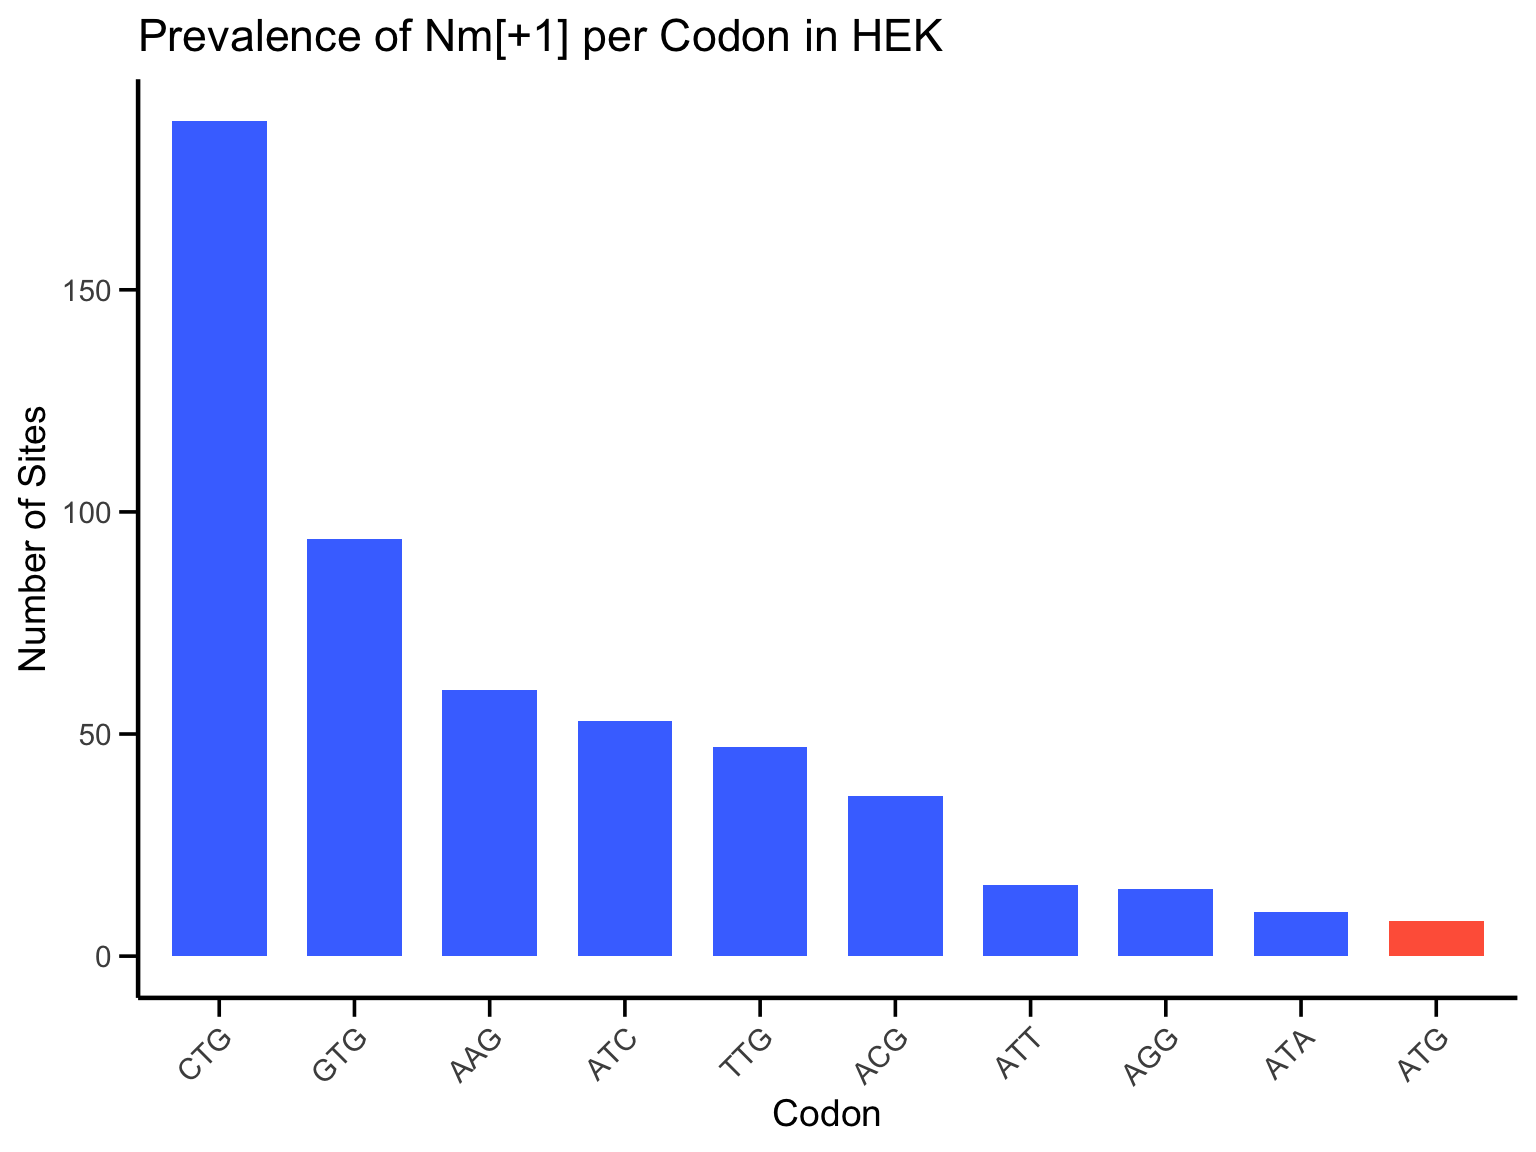 Prevalence of Nm[+1] per Codon in HEK
Number of Sites
150
100
50
0
CTG
GTG
AAG
ATC
TTG
ACG
ATT
AGG
ATA
ATG
Codon